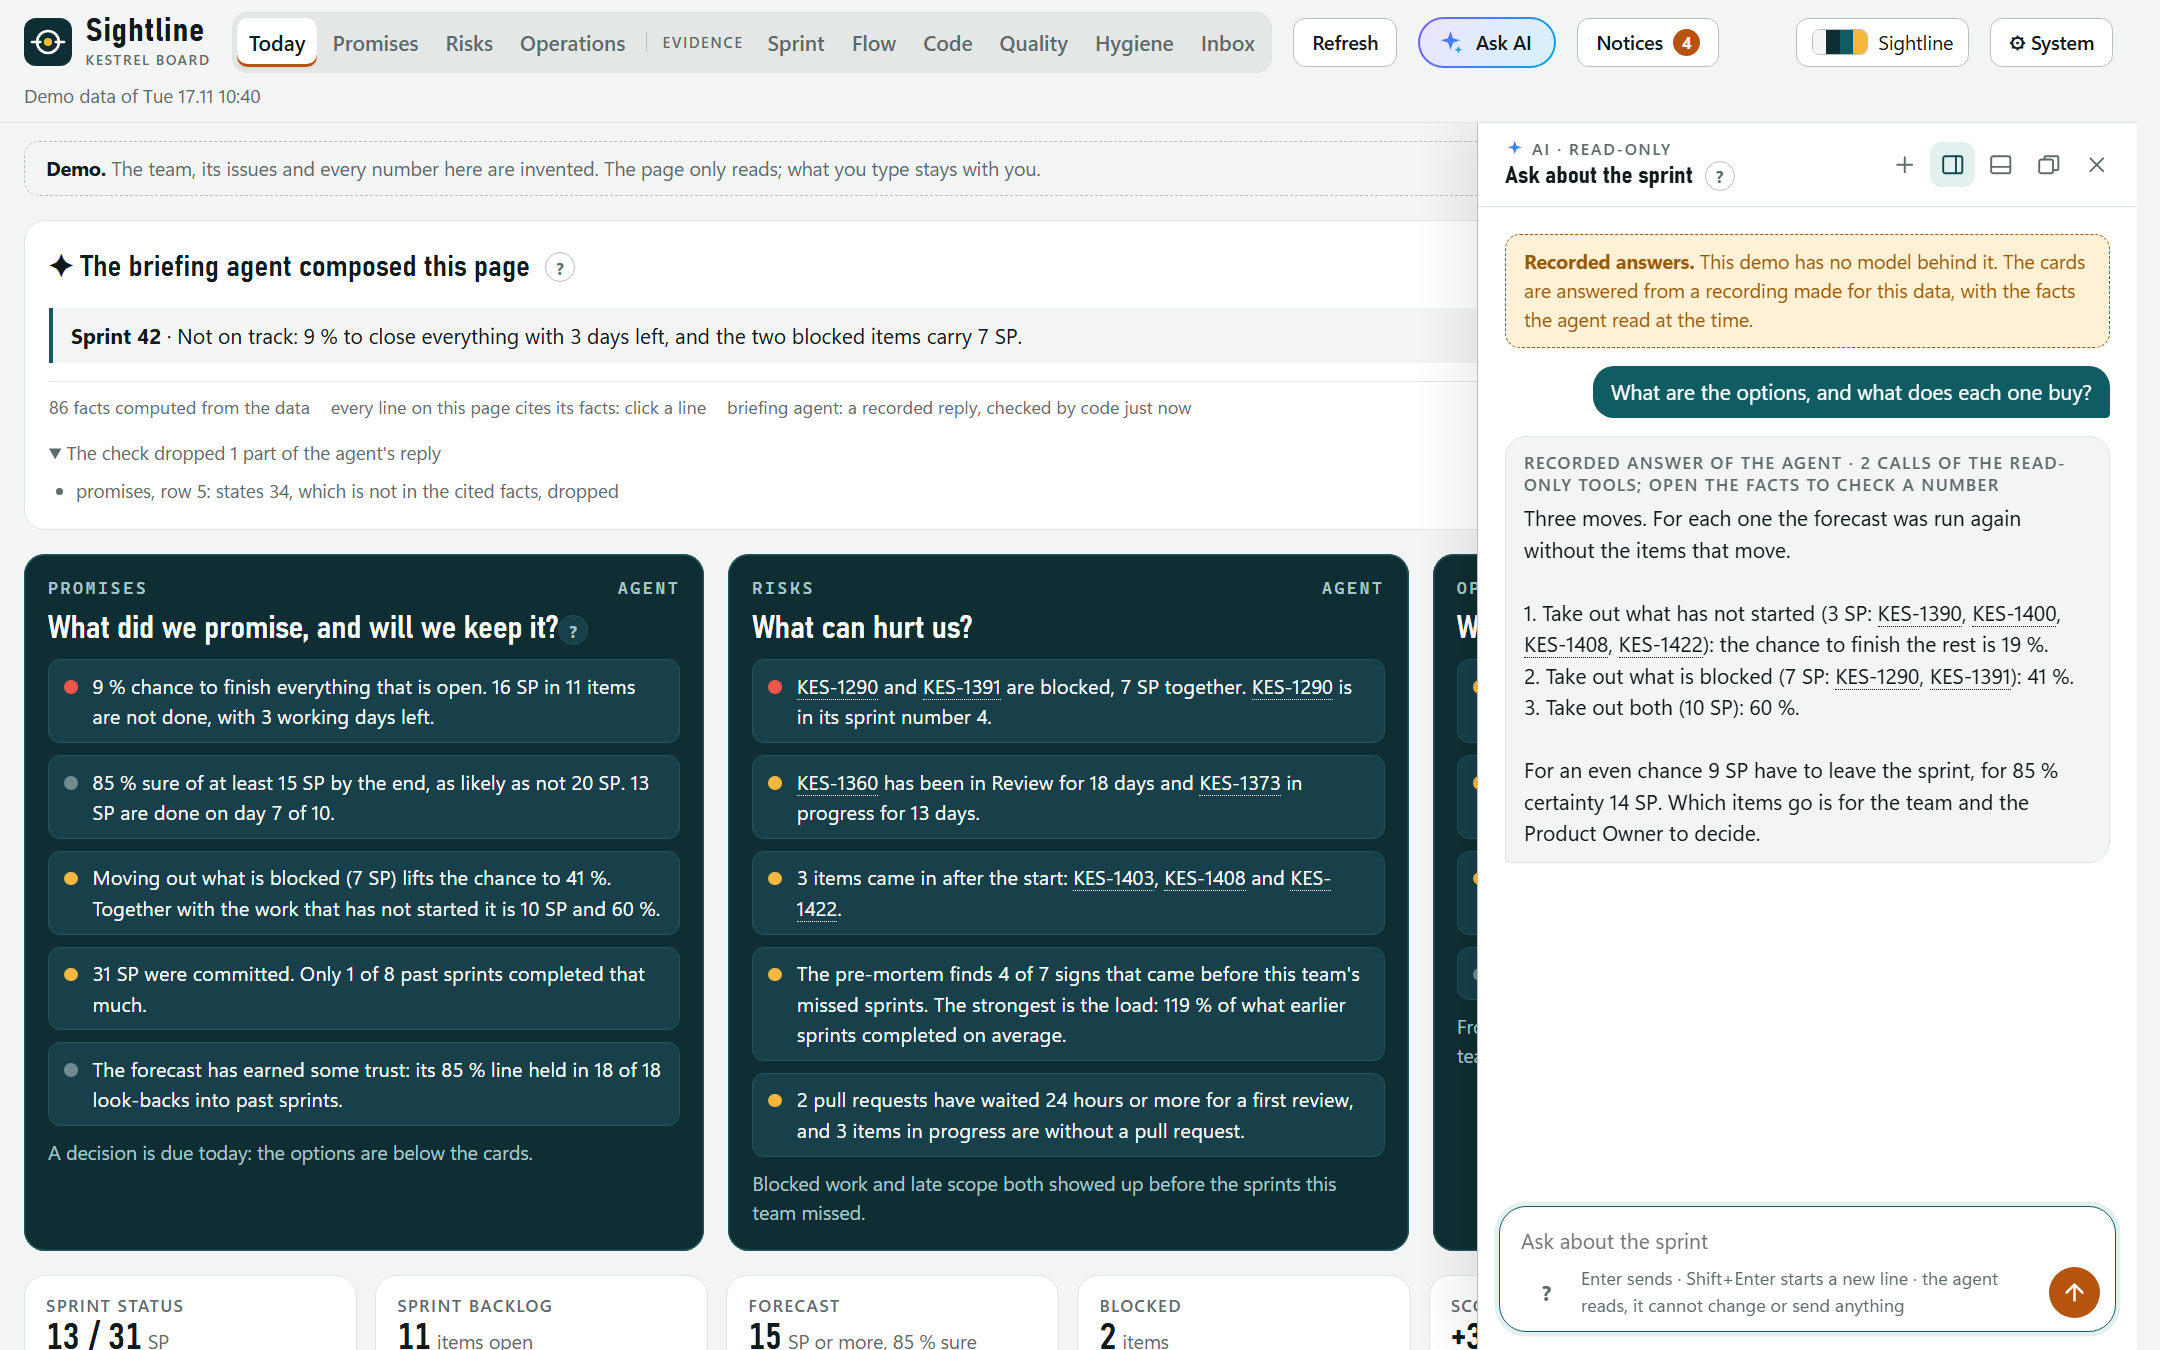 Sightline
KESTREL BOARD
Today
Promises
Risks
Operations
EVIDENCE
Sprint
Flow
Code
Quality
Hygiene
Inbox
Refresh
Ask AI
Notices 4
Sightline
⚙ System
Demo data of Tue 17.11 10:40
Demo. The team, its issues and every number here are invented. The page only reads; what you type stays with you.
✦ The briefing agent composed this page ?
Sprint 42 · Not on track: 9 % to close everything with 3 days left, and the two blocked items carry 7 SP.
86 facts computed from the data every line on this page cites its facts: click a line briefing agent: a recorded reply, checked by code just now
▼ The check dropped 1 part of the agent's reply
• promises, row 5: states 34, which is not in the cited facts, dropped
PROMISES AGENT
What did we promise, and will we keep it? ?
9 % chance to finish everything that is open. 16 SP in 11 items
are not done, with 3 working days left.
85 % sure of at least 15 SP by the end, as likely as not 20 SP. 13
SP are done on day 7 of 10.
Moving out what is blocked (7 SP) lifts the chance to 41 %.
Together with the work that has not started it is 10 SP and 60 %.
31 SP were committed. Only 1 of 8 past sprints completed that
much.
The forecast has earned some trust: its 85 % line held in 18 of 18
look-backs into past sprints.
A decision is due today: the options are below the cards.
RISKS AGENT
What can hurt us?
KES-1290 and KES-1391 are blocked, 7 SP together. KES-1290 is
in its sprint number 4.
KES-1360 has been in Review for 18 days and KES-1373 in
progress for 13 days.
3 items came in after the start: KES-1403, KES-1408 and KES-
1422.
The pre-mortem finds 4 of 7 signs that came before this team's
missed sprints. The strongest is the load: 119 % of what earlier
sprints completed on average.
2 pull requests have waited 24 hours or more for a first review,
and 3 items in progress are without a pull request.
Blocked work and late scope both showed up before the sprints this
team missed.
OP
W
Fro
tea
SPRINT STATUS
13 / 31 SP
SPRINT BACKLOG
11 items open
FORECAST
15 SP or more, 85 % sure
BLOCKED
2 items
SCO
+3
AI · READ-ONLY
Ask about the sprint ?
Recorded answers. This demo has no model behind it. The cards
are answered from a recording made for this data, with the facts
the agent read at the time.
What are the options, and what does each one buy?
RECORDED ANSWER OF THE AGENT · 2 CALLS OF THE READ-
ONLY TOOLS; OPEN THE FACTS TO CHECK A NUMBER
Three moves. For each one the forecast was run again
without the items that move.
1. Take out what has not started (3 SP: KES-1390, KES-1400,
KES-1408, KES-1422): the chance to finish the rest is 19 %.
2. Take out what is blocked (7 SP: KES-1290, KES-1391): 41 %.
3. Take out both (10 SP): 60 %.
For an even chance 9 SP have to leave the sprint, for 85 %
certainty 14 SP. Which items go is for the team and the
Product Owner to decide.
Ask about the sprint
?
Enter sends · Shift+Enter starts a new line · the agent
reads, it cannot change or send anything